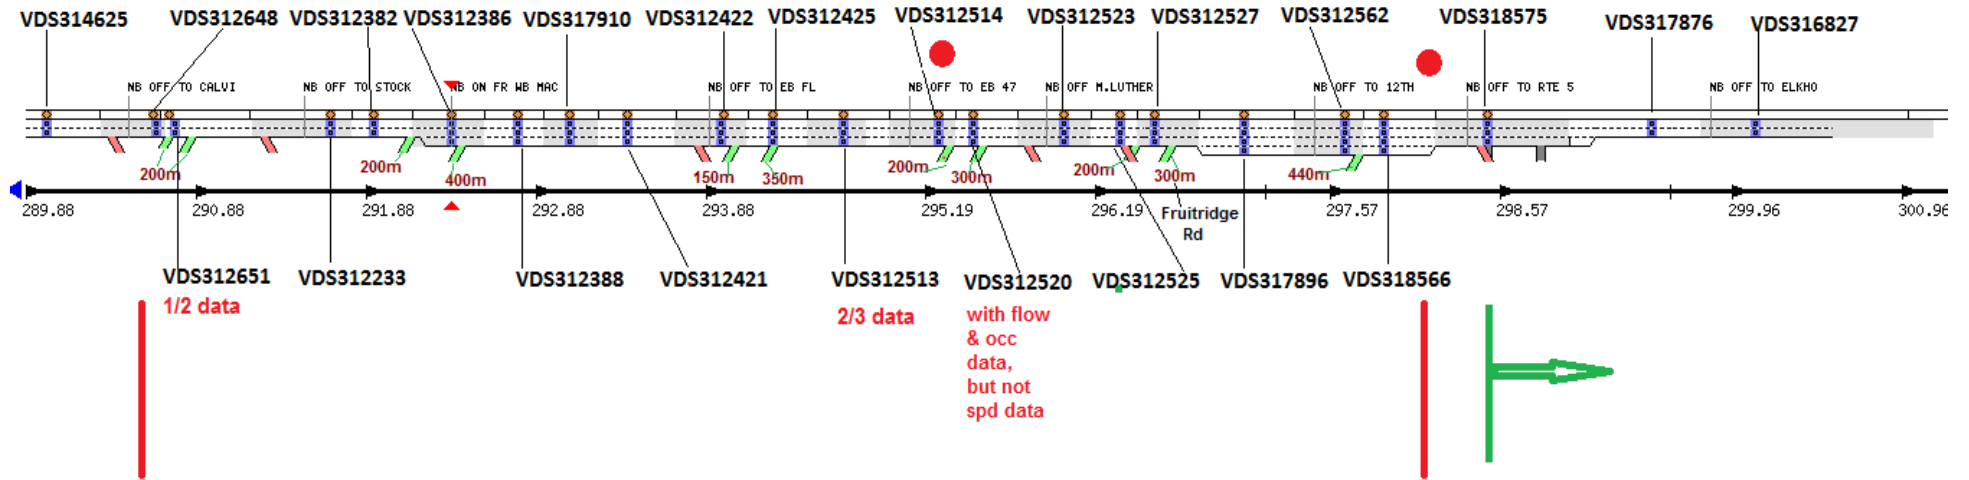 VDS314625 VDS312648 VDS312382 VDS312386 VDS317910 VDS312422 VDS312425 VDS312514 VDS312523 VDS312527 VDS312562 VDS318575 VDS317876 VDS316827
NB OFF TO CALVI NB OFF TO STOCK NB ON FR WB MAC NB OFF TO EB FL NB OFF TO EB 47 NB OFF M.LUTHER NB OFF TO 12TH NB OFF TO RTE 5 NB OFF TO ELKHO
200m 200m 400m 150m 350m 200m 300m 200m 300m 440m
289.88 290.88 291.88 292.88 293.88 295.19 296.19 Fruitridge 297.57 298.57 299.96 300.96
Rd
VDS312651 VDS312233 VDS312388 VDS312421 VDS312513 VDS312520 VDS312525 VDS317896 VDS318566
1/2 data 2/3 data with flow
& occ
data,
but not
spd data